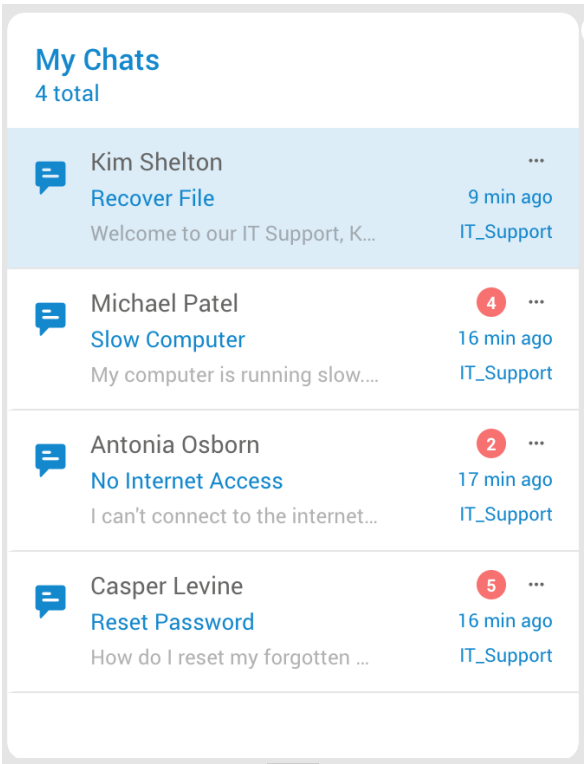 My Chats
4 total
Kim Shelton ...
Recover File 9 min ago
Welcome to our IT Support, K... IT_Support
Michael Patel 4 ...
Slow Computer 16 min ago
My computer is running slow.... IT_Support
Antonia Osborn 2 ...
No Internet Access 17 min ago
I can't connect to the internet... IT_Support
Casper Levine 5 ...
Reset Password 16 min ago
How do I reset my forgotten ... IT_Support